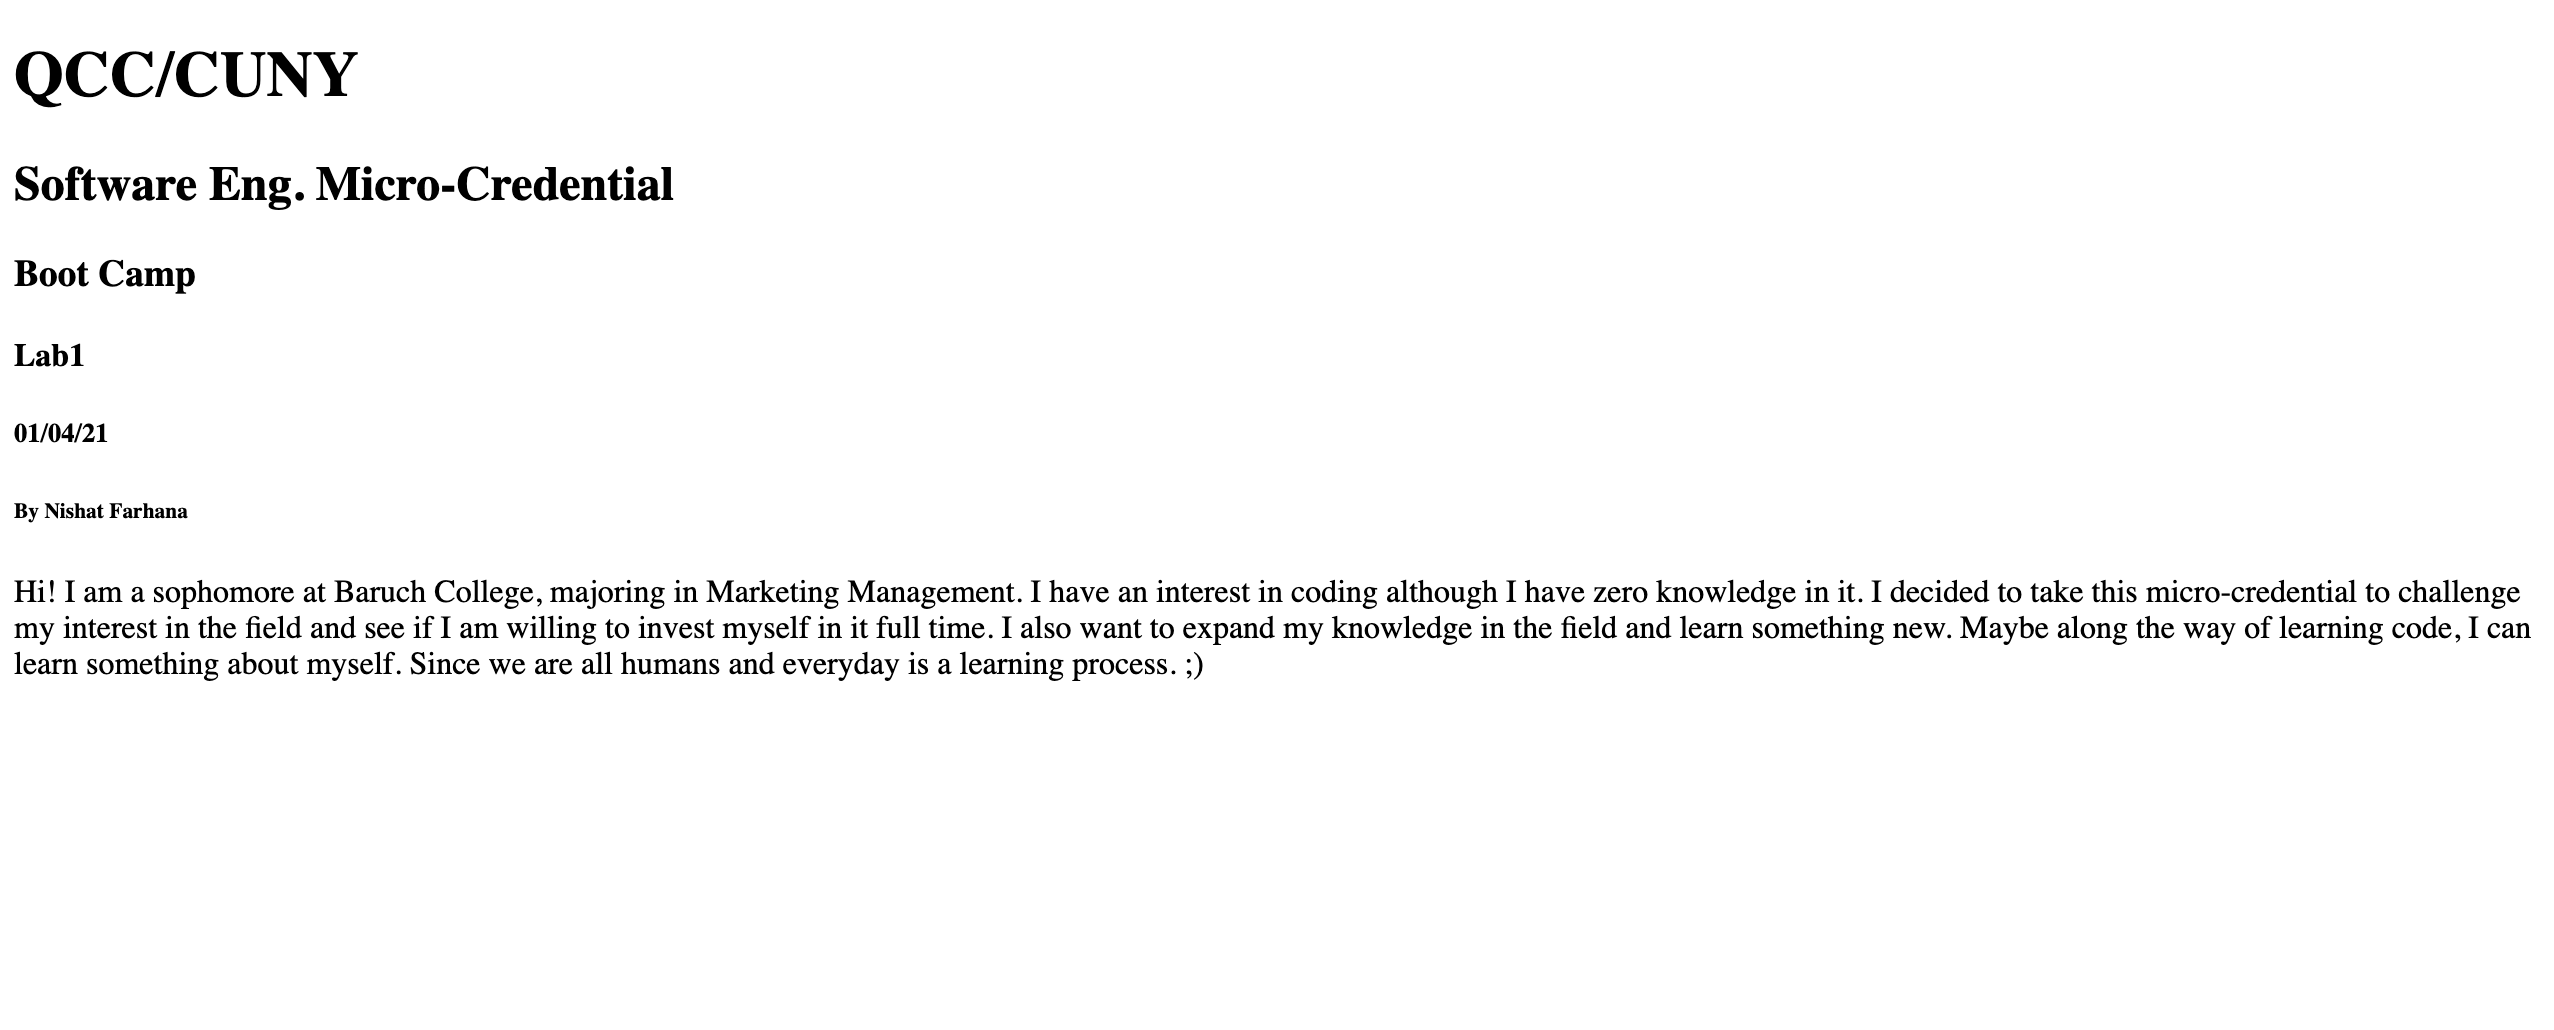 QCC/CUNY
Software Eng. Micro-Credential
Boot Camp
Lab1
01/04/21
By Nishat Farhana
Hi! I am a sophomore at Baruch College, majoring in Marketing Management. I have an interest in coding although I have zero knowledge in it. I decided to take this micro-credential to challenge
my interest in the field and see if I am willing to invest myself in it full time. I also want to expand my knowledge in the field and learn something new. Maybe along the way of learning code, I can
learn something about myself. Since we are all humans and everyday is a learning process. ;)